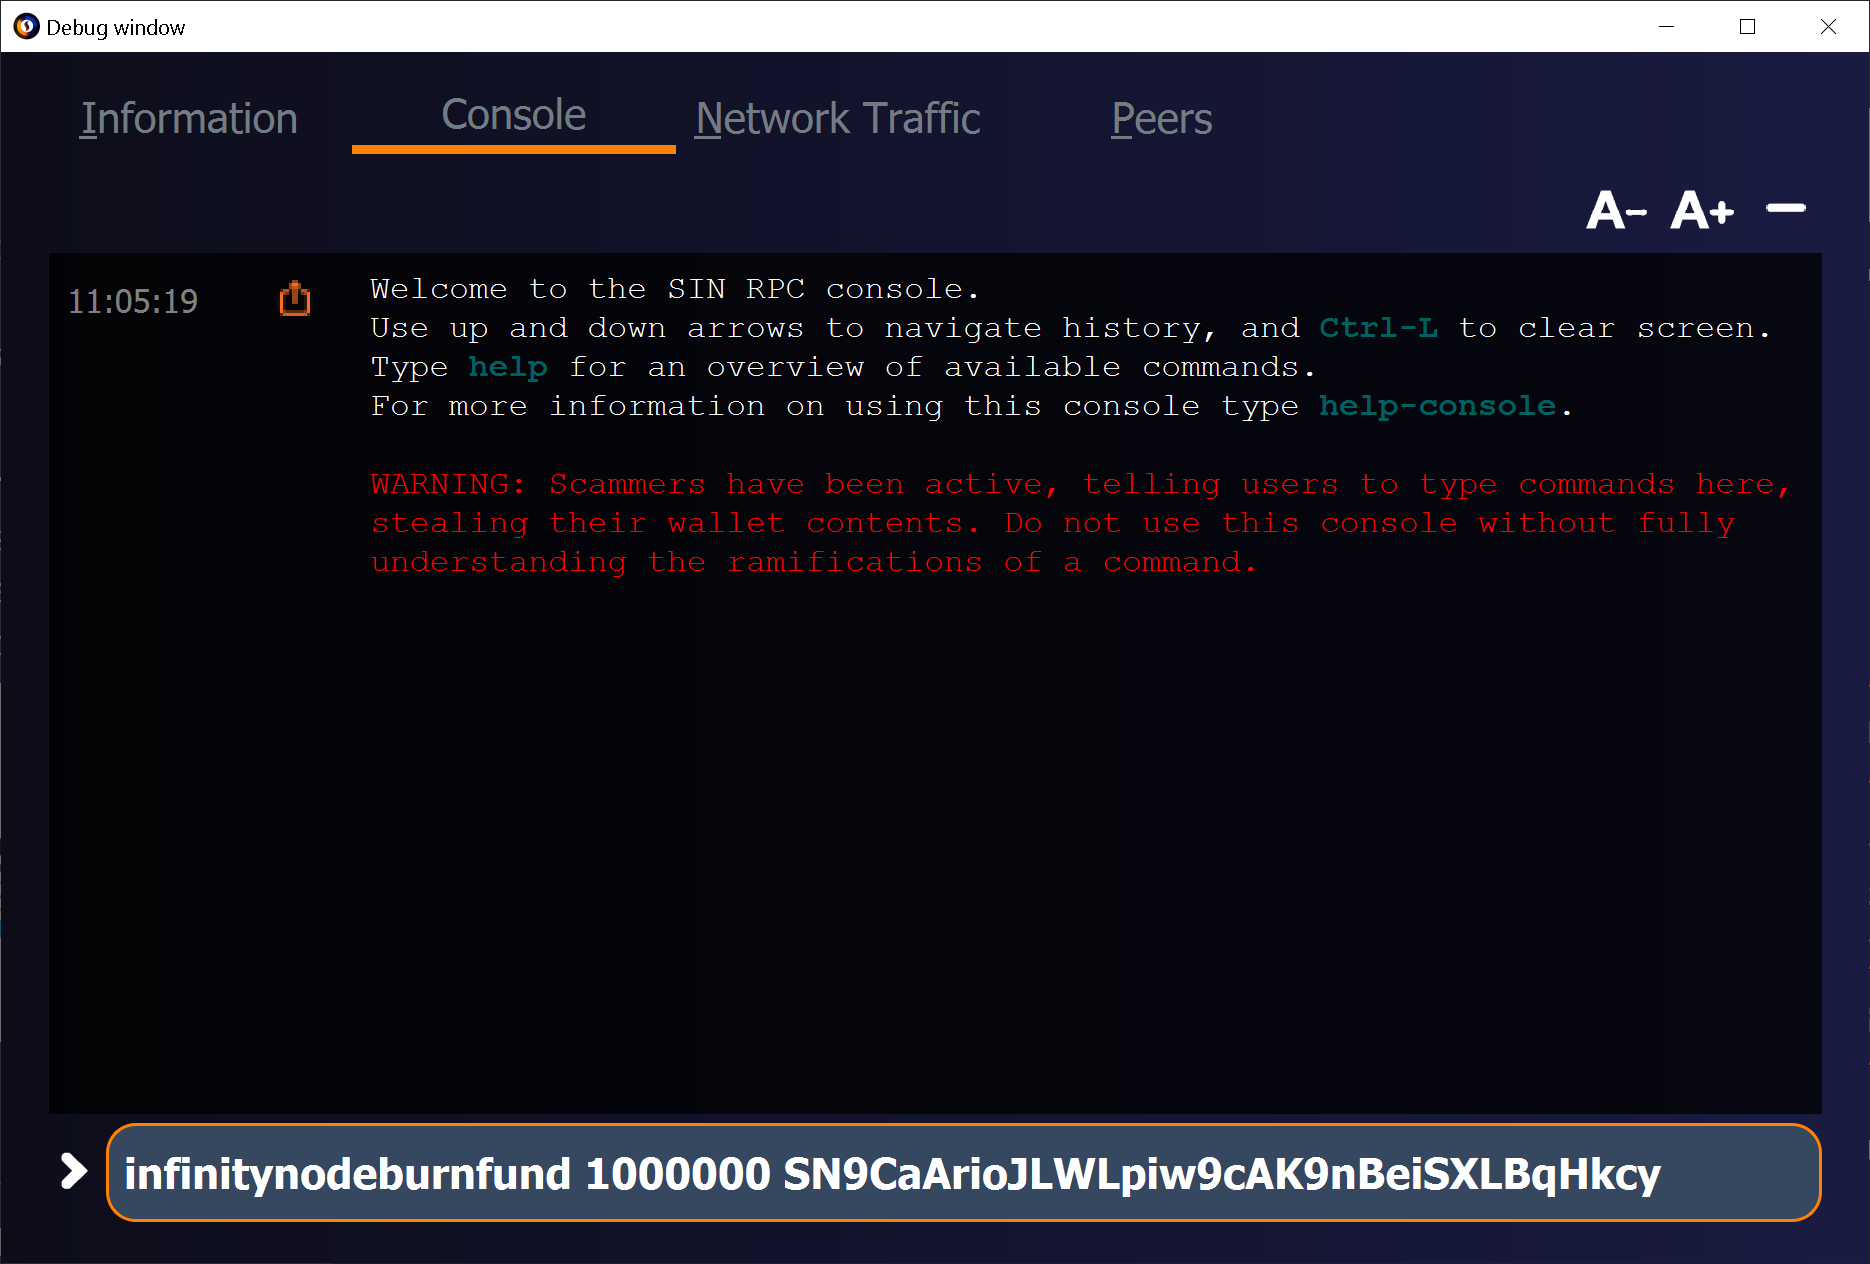 Debug window
Information
Console
Network Traffic
Peers
A- A+
11:05:19
Welcome to the SIN RPC console.
Use up and down arrows to navigate history, and Ctrl-L to clear screen.
Type help for an overview of available commands.
For more information on using this console type help-console.
WARNING: Scammers have been active, telling users to type commands here,
stealing their wallet contents. Do not use this console without fully
understanding the ramifications of a command.
infinitynodeburnfund 1000000 SN9CaArioJLWLpiw9cAK9nBeiSXLBqHkcy